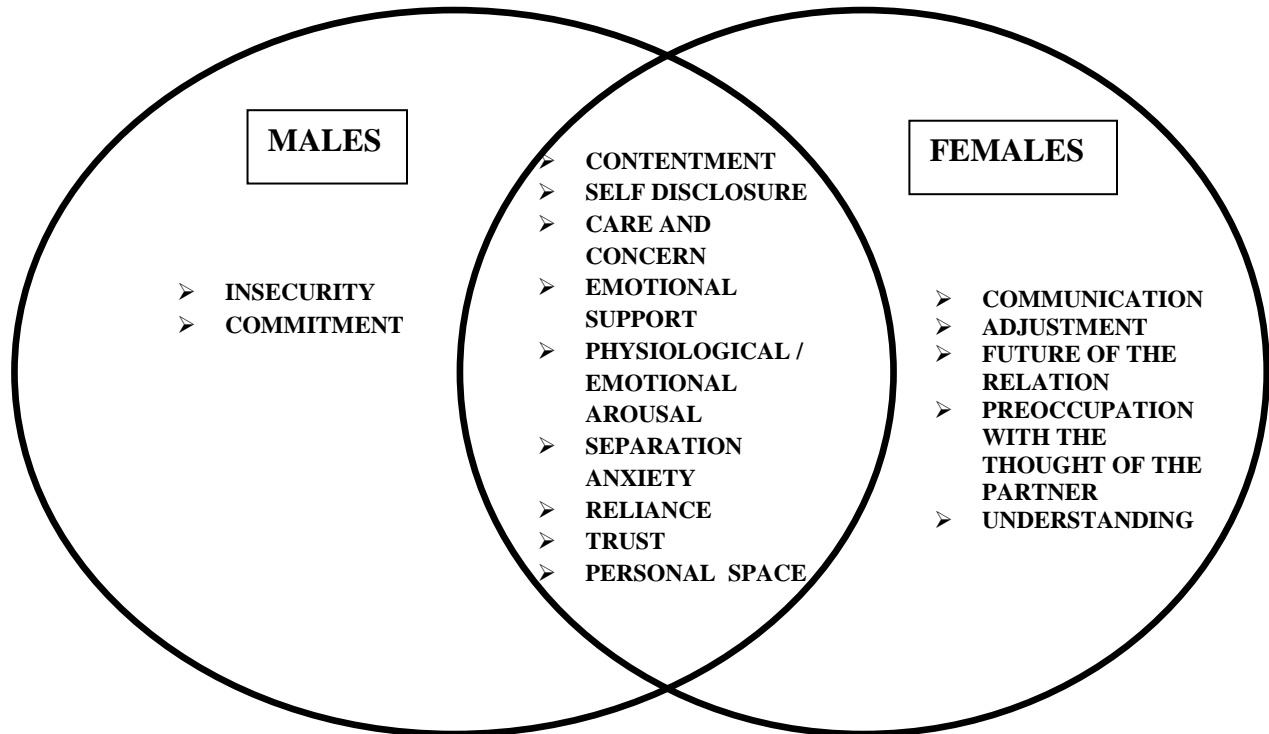 MALES
➢ INSECURITY
➢ COMMITMENT
➢ CONTENTMENT
➢ SELF DISCLOSURE
➢ CARE AND
CONCERN
➢ EMOTIONAL
SUPPORT
➢ PHYSIOLOGICAL /
EMOTIONAL
AROUSAL
➢ SEPARATION
ANXIETY
➢ RELIANCE
➢ TRUST
➢ PERSONAL SPACE
FEMALES
➢ COMMUNICATION
➢ ADJUSTMENT
➢ FUTURE OF THE
RELATION
➢ PREOCCUPATION
WITH THE
THOUGHT OF THE
PARTNER
➢ UNDERSTANDING